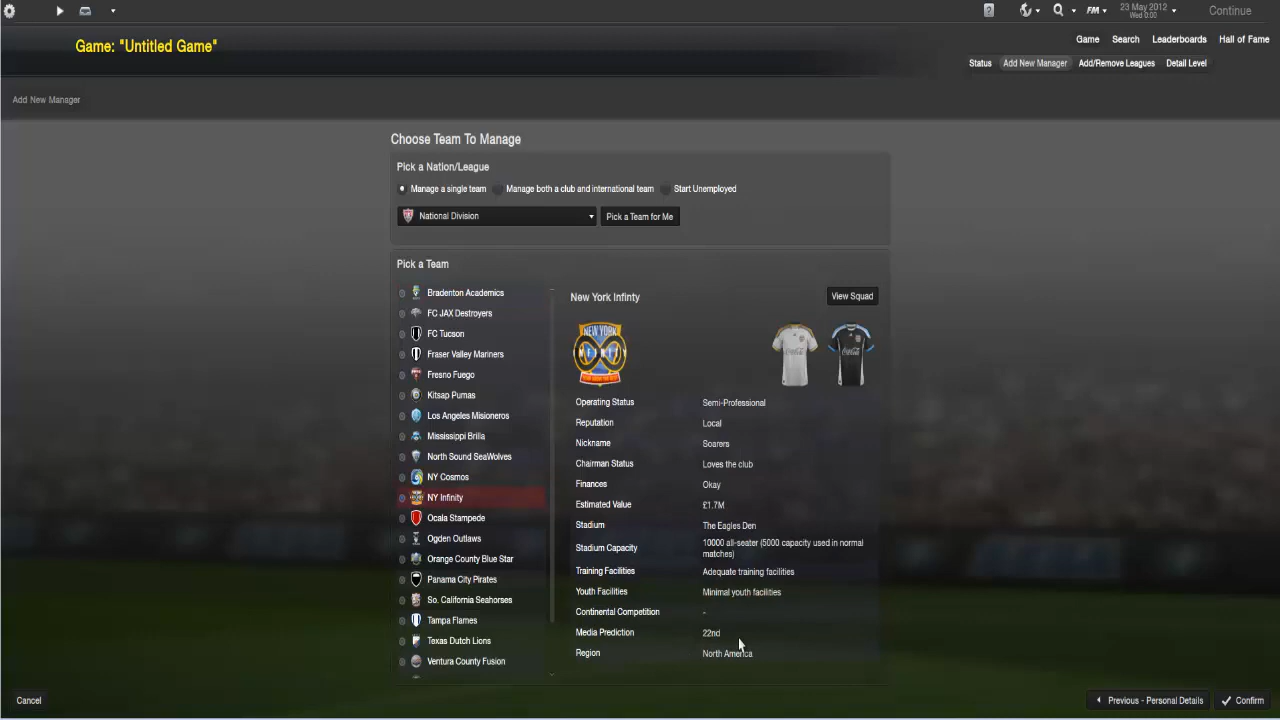 ?
FM
23 May 2012
Wed 0:00
Continue
Game: "Untitled Game"
Game Search Leaderboards Hall of Fame
Status Add New Manager Add/Remove Leagues Detail Level
Add New Manager
Choose Team To Manage
Pick a Nation/League
Manage a single team Manage both a club and international team Start Unemployed
National Division Pick a Team for Me
Pick a Team
Bradenton Academics
FC JAX Destroyers
FC Tucson
Fraser Valley Mariners
Fresno Fuego
Kitsap Pumas
Los Angeles Misioneros
Mississippi Brilla
North Sound SeaWolves
NY Cosmos
NY Infinity
Ocala Stampede
Ogden Outlaws
Orange County Blue Star
Panama City Pirates
So. California Seahorses
Tampa Flames
Texas Dutch Lions
Ventura County Fusion
New York Infinty
View Squad
NEW YORK
Operating Status Semi-Professional
Reputation Local
Nickname Soarers
Chairman Status Loves the club
Finances Okay
Estimated Value £1.7M
Stadium The Eagles Den
Stadium Capacity 10000 all-seater (5000 capacity used in normal
matches)
Training Facilities Adequate training facilities
Youth Facilities Minimal youth facilities
Continental Competition -
Media Prediction 22nd
Region North America
Cancel
Previous - Personal Details
Confirm